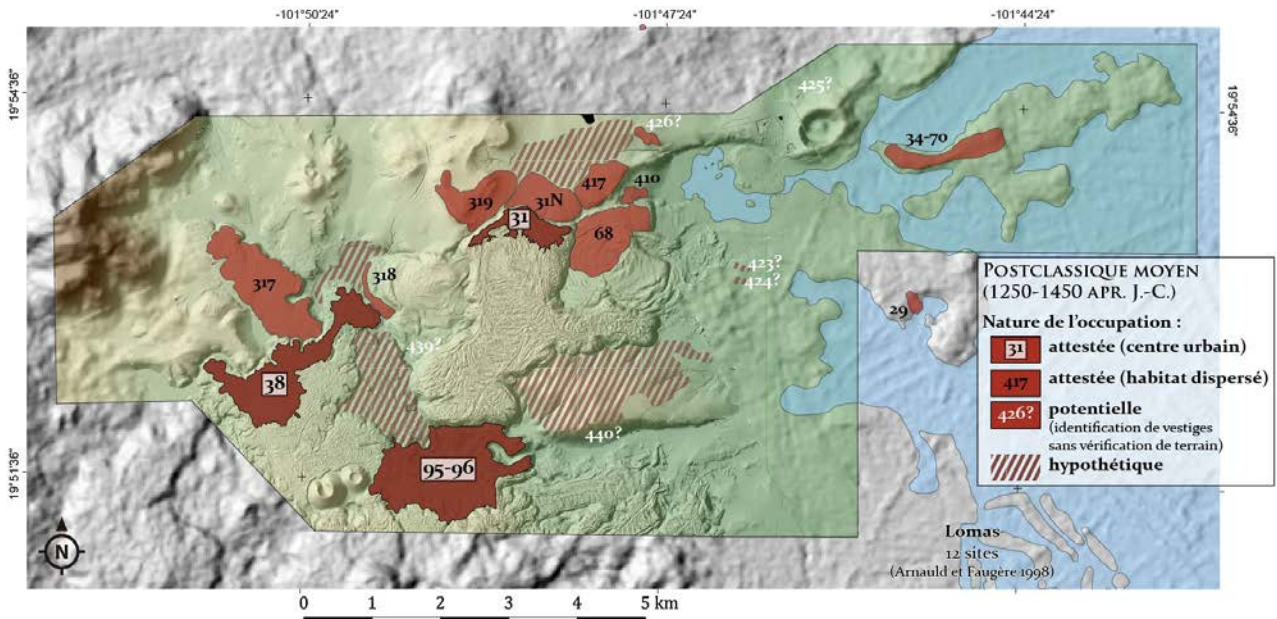 -101°50'24"
-101°47'24"
-101°44'24"
19°54'36"
19°54'36"
425?
426?
34-70
417
410
319
31N
31
68
423?
424?
317
318
29
439?
38
440?
95-96
19°51'36"
19°51'36"
POSTCLASSIQUE MOYEN
(1250-1450 APR. J.-C.)
Nature de l'occupation :
31 attestée (centre urbain)
417 attestée (habitat dispersé)
426? potentielle
(identification de vestiges
sans vérification de terrain)
hypothétique
Lomas
12 sites
(Arnauld et Faugère 1998)
N
0 1 2 3 4 5 km